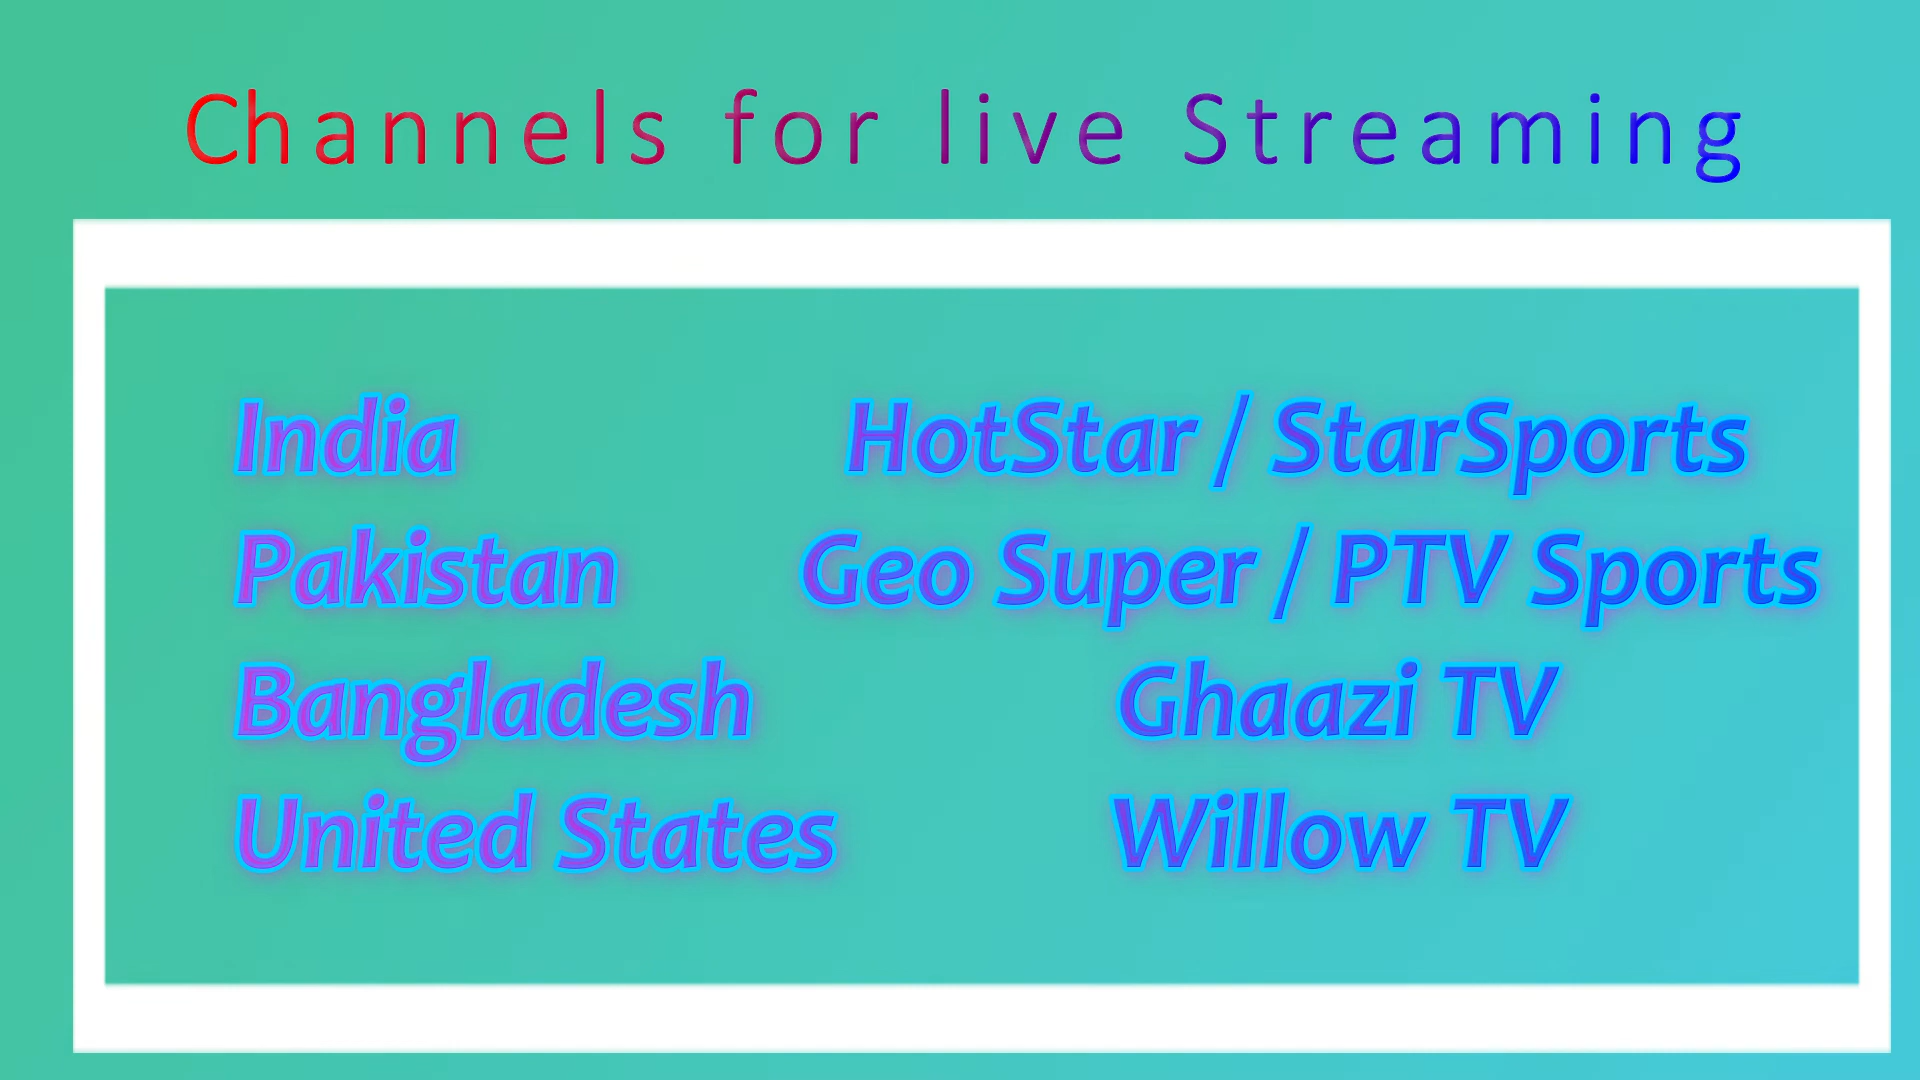 Channels for live Streaming
India HotStar / StarSports
Pakistan Geo Super / PTV Sports
Bangladesh Ghaazi TV
United States Willow TV